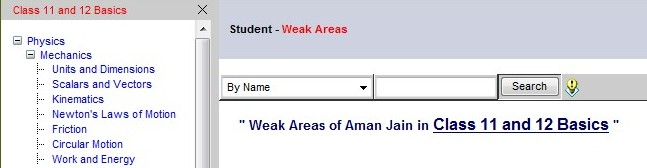 Class 11 and 12 Basics
Physics
Mechanics
Units and Dimensions
Scalars and Vectors
Kinematics
Newton's Laws of Motion
Friction
Circular Motion
Work and Energy
Student - Weak Areas
By Name
Search
" Weak Areas of Aman Jain in Class 11 and 12 Basics "